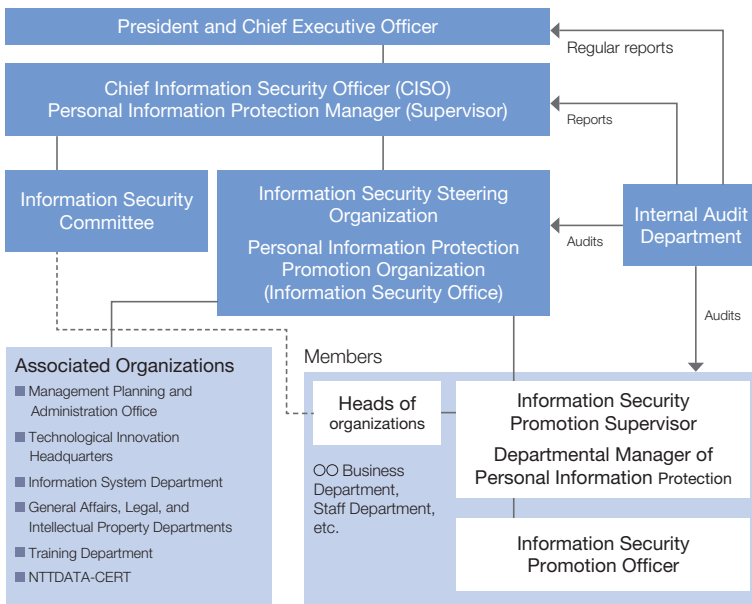 President and Chief Executive Officer
Regular reports
Chief Information Security Officer (CISO)
Personal Information Protection Manager (Supervisor)
Reports
Information Security
Committee
Information Security Steering
Organization
Personal Information Protection
Promotion Organization
(Information Security Office)
Audits
Internal Audit
Department
Audits
Associated Organizations
Management Planning and
Administration Office
Technological Innovation
Headquarters
Information System Department
General Affairs, Legal, and
Intellectual Property Departments
Training Department
NTTDATA-CERT
Members
Heads of
organizations
○○ Business
Department,
Staff Department,
etc.
Information Security
Promotion Supervisor
Departmental Manager of
Personal Information Protection
Information Security
Promotion Officer